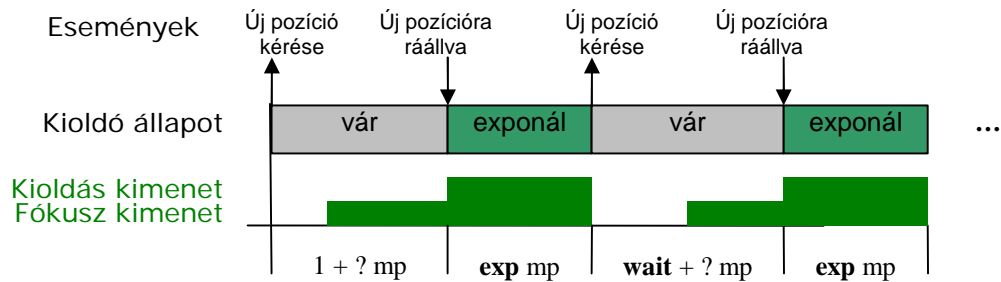 Események
Új pozíció
kérése
Új pozícióra
ráállva
Új pozíció
kérése
Új pozícióra
ráállva
Kioldó állapot
vár
exponál
vár
exponál
...
Kioldás kimenet
Fókusz kimenet
1 + ? mp
exp mp
wait + ? mp
exp mp